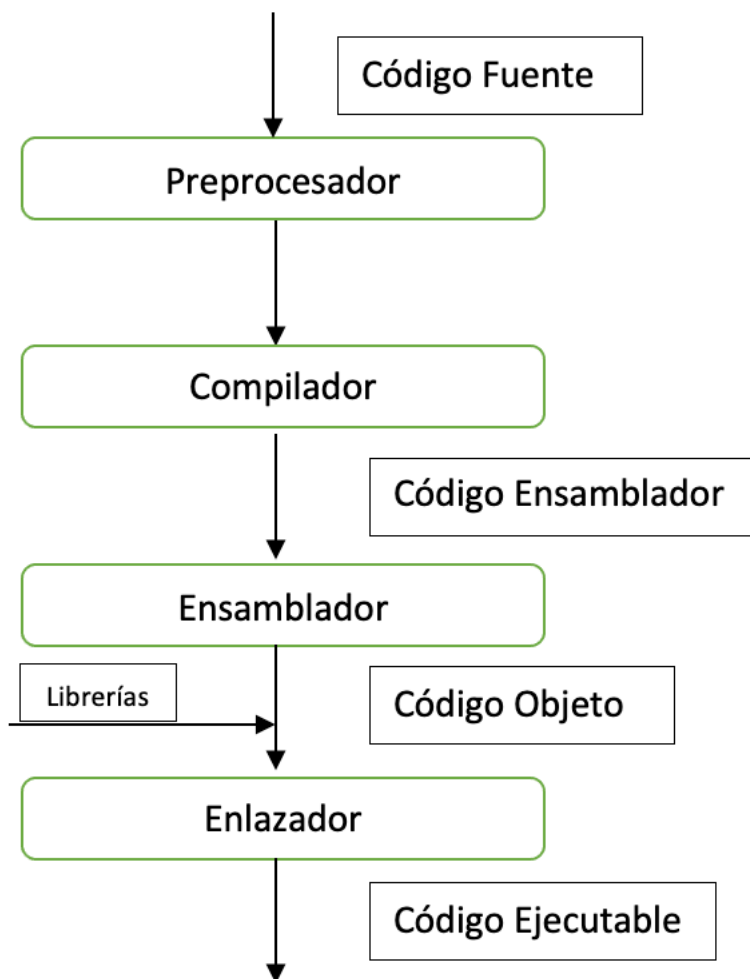 Código Fuente
Preprocesador
Compilador
Código Ensamblador
Ensamblador
Librerías
Código Objeto
Enlazador
Código Ejecutable